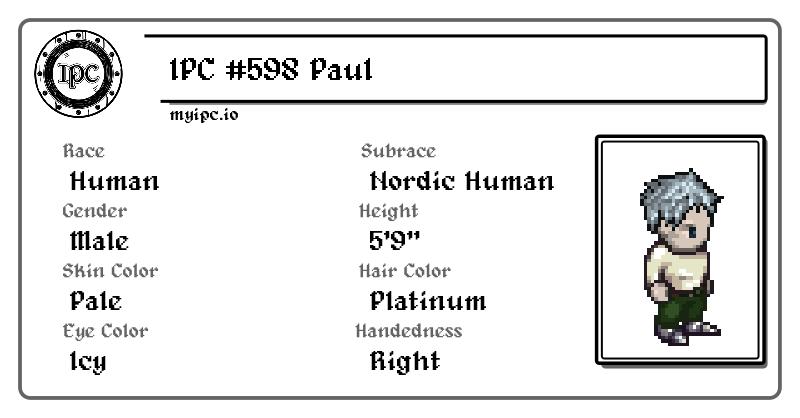 IPC
IPC #598 Paul
myipc.io
Race
Human
Subrace
Nordic Human
Gender
Male
Height
5'9"
Skin Color
Pale
Hair Color
Platinum
Eye Color
Icy
Handedness
Right